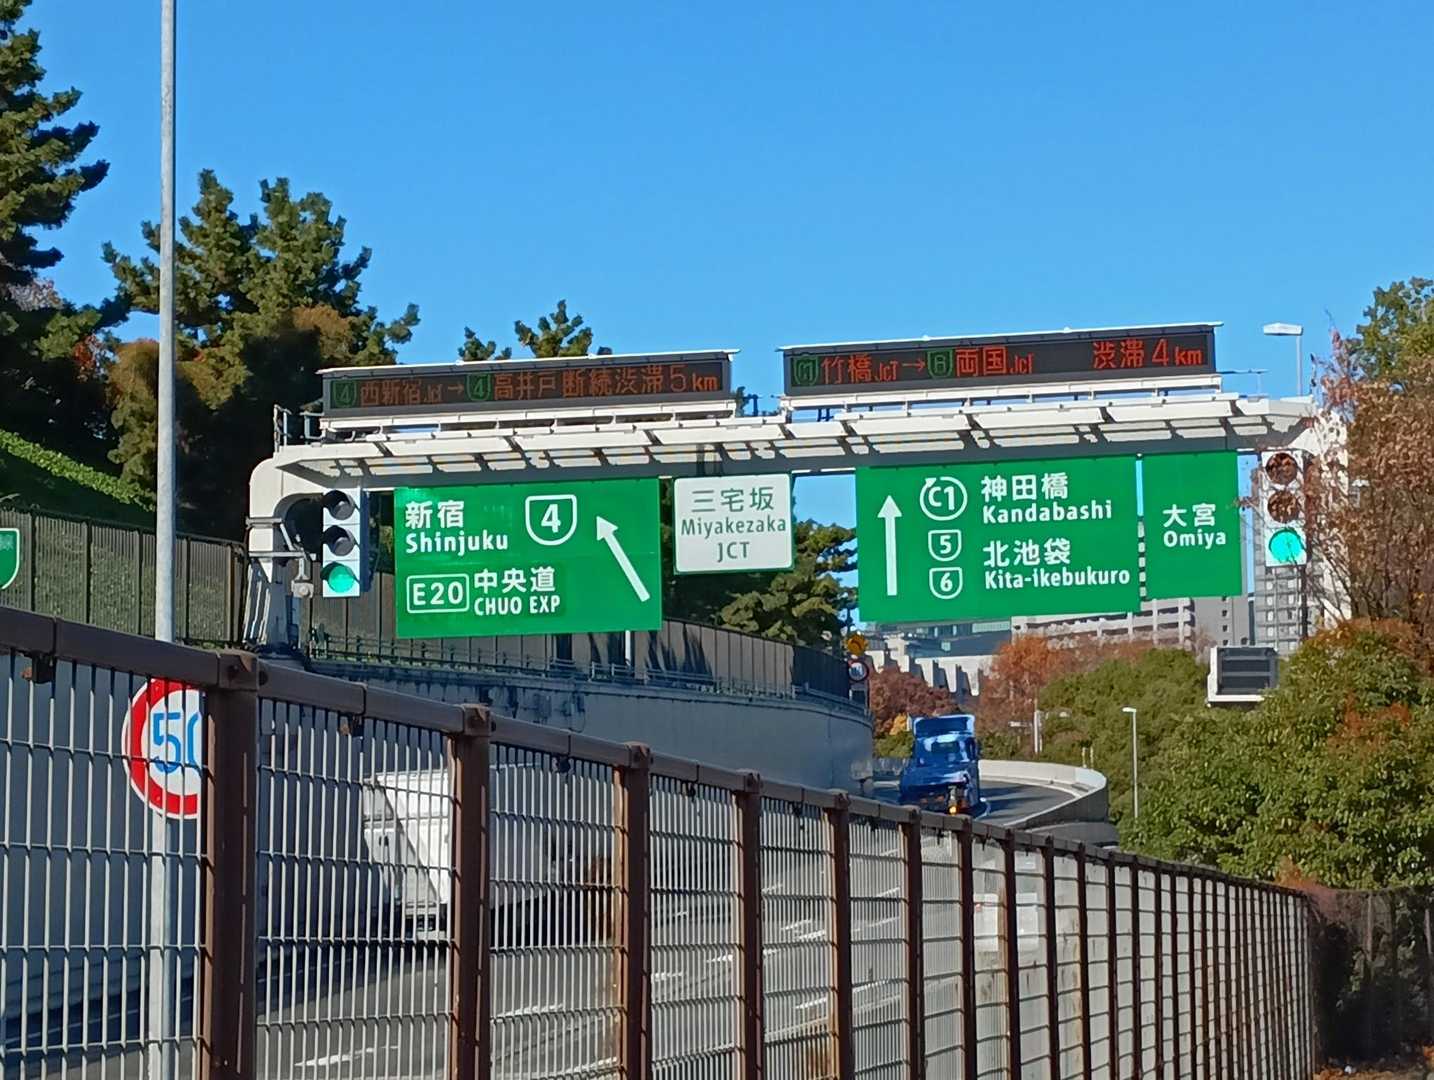 4 西新宿Jct→4 高井戸 断続渋滞 5km
C1 竹橋JCT→6 両国Jct 渋滞 4km
新宿 4
Shinjuku
E20 中央道
CHUO EXP
三宅坂
Miyakezaka
JCT
C1 神田橋
Kandabashi
5 北池袋
6 Kita-ikebukuro
大宮
Omiya
50